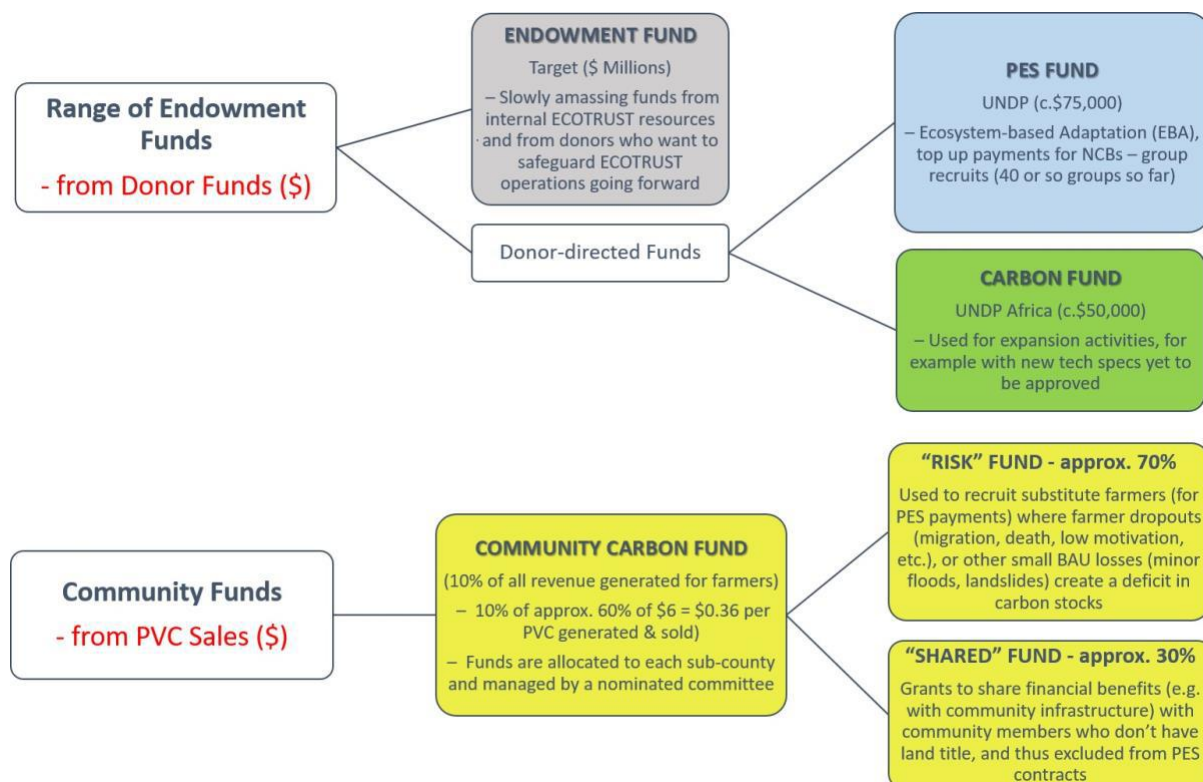 Range of Endowment
Funds
- from Donor Funds ($)
ENDOWMENT FUND
Target ($ Millions)
– Slowly amassing funds from
internal ECOTRUST resources
and from donors who want to
safeguard ECOTRUST
operations going forward
Donor-directed Funds
PES FUND
UNDP (c.$75,000)
– Ecosystem-based Adaptation (EBA),
top up payments for NCBs – group
recruits (40 or so groups so far)
CARBON FUND
UNDP Africa (c.$50,000)
– Used for expansion activities, for
example with new tech specs yet to
be approved
Community Funds
- from PVC Sales ($)
COMMUNITY CARBON FUND
(10% of all revenue generated for farmers)
– 10% of approx. 60% of $6 = $0.36 per
PVC generated & sold)
– Funds are allocated to each sub-county
and managed by a nominated committee
“RISK” FUND - approx. 70%
Used to recruit substitute farmers (for
PES payments) where farmer dropouts
(migration, death, low motivation,
etc.), or other small BAU losses (minor
floods, landslides) create a deficit in
carbon stocks
“SHARED” FUND - approx. 30%
Grants to share financial benefits (e.g.
with community infrastructure) with
community members who don’t have
land title, and thus excluded from PES
contracts